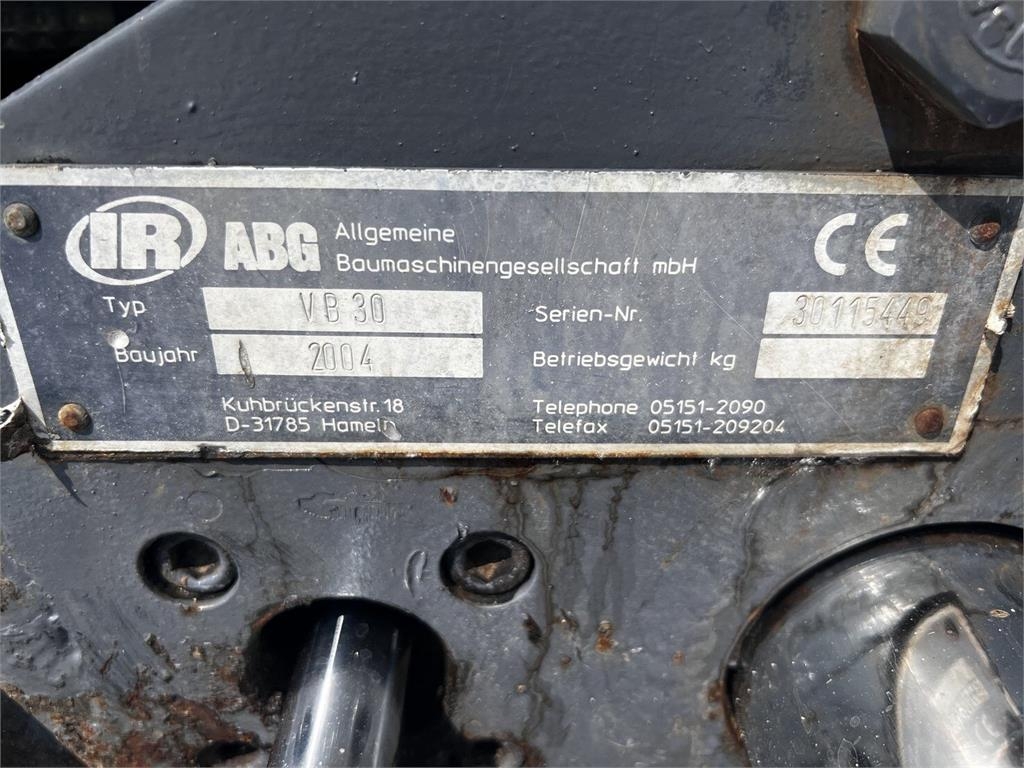 IR ABG Allgemeine
Baumaschinengesellschaft mbH CE
Typ VB 30 Serien-Nr. 30115449
Baujahr 2004 Betriebsgewicht kg
Kuhbrückenstr. 18 Telephone 05151-2090
D-31785 Hameln Telefax 05151-209204